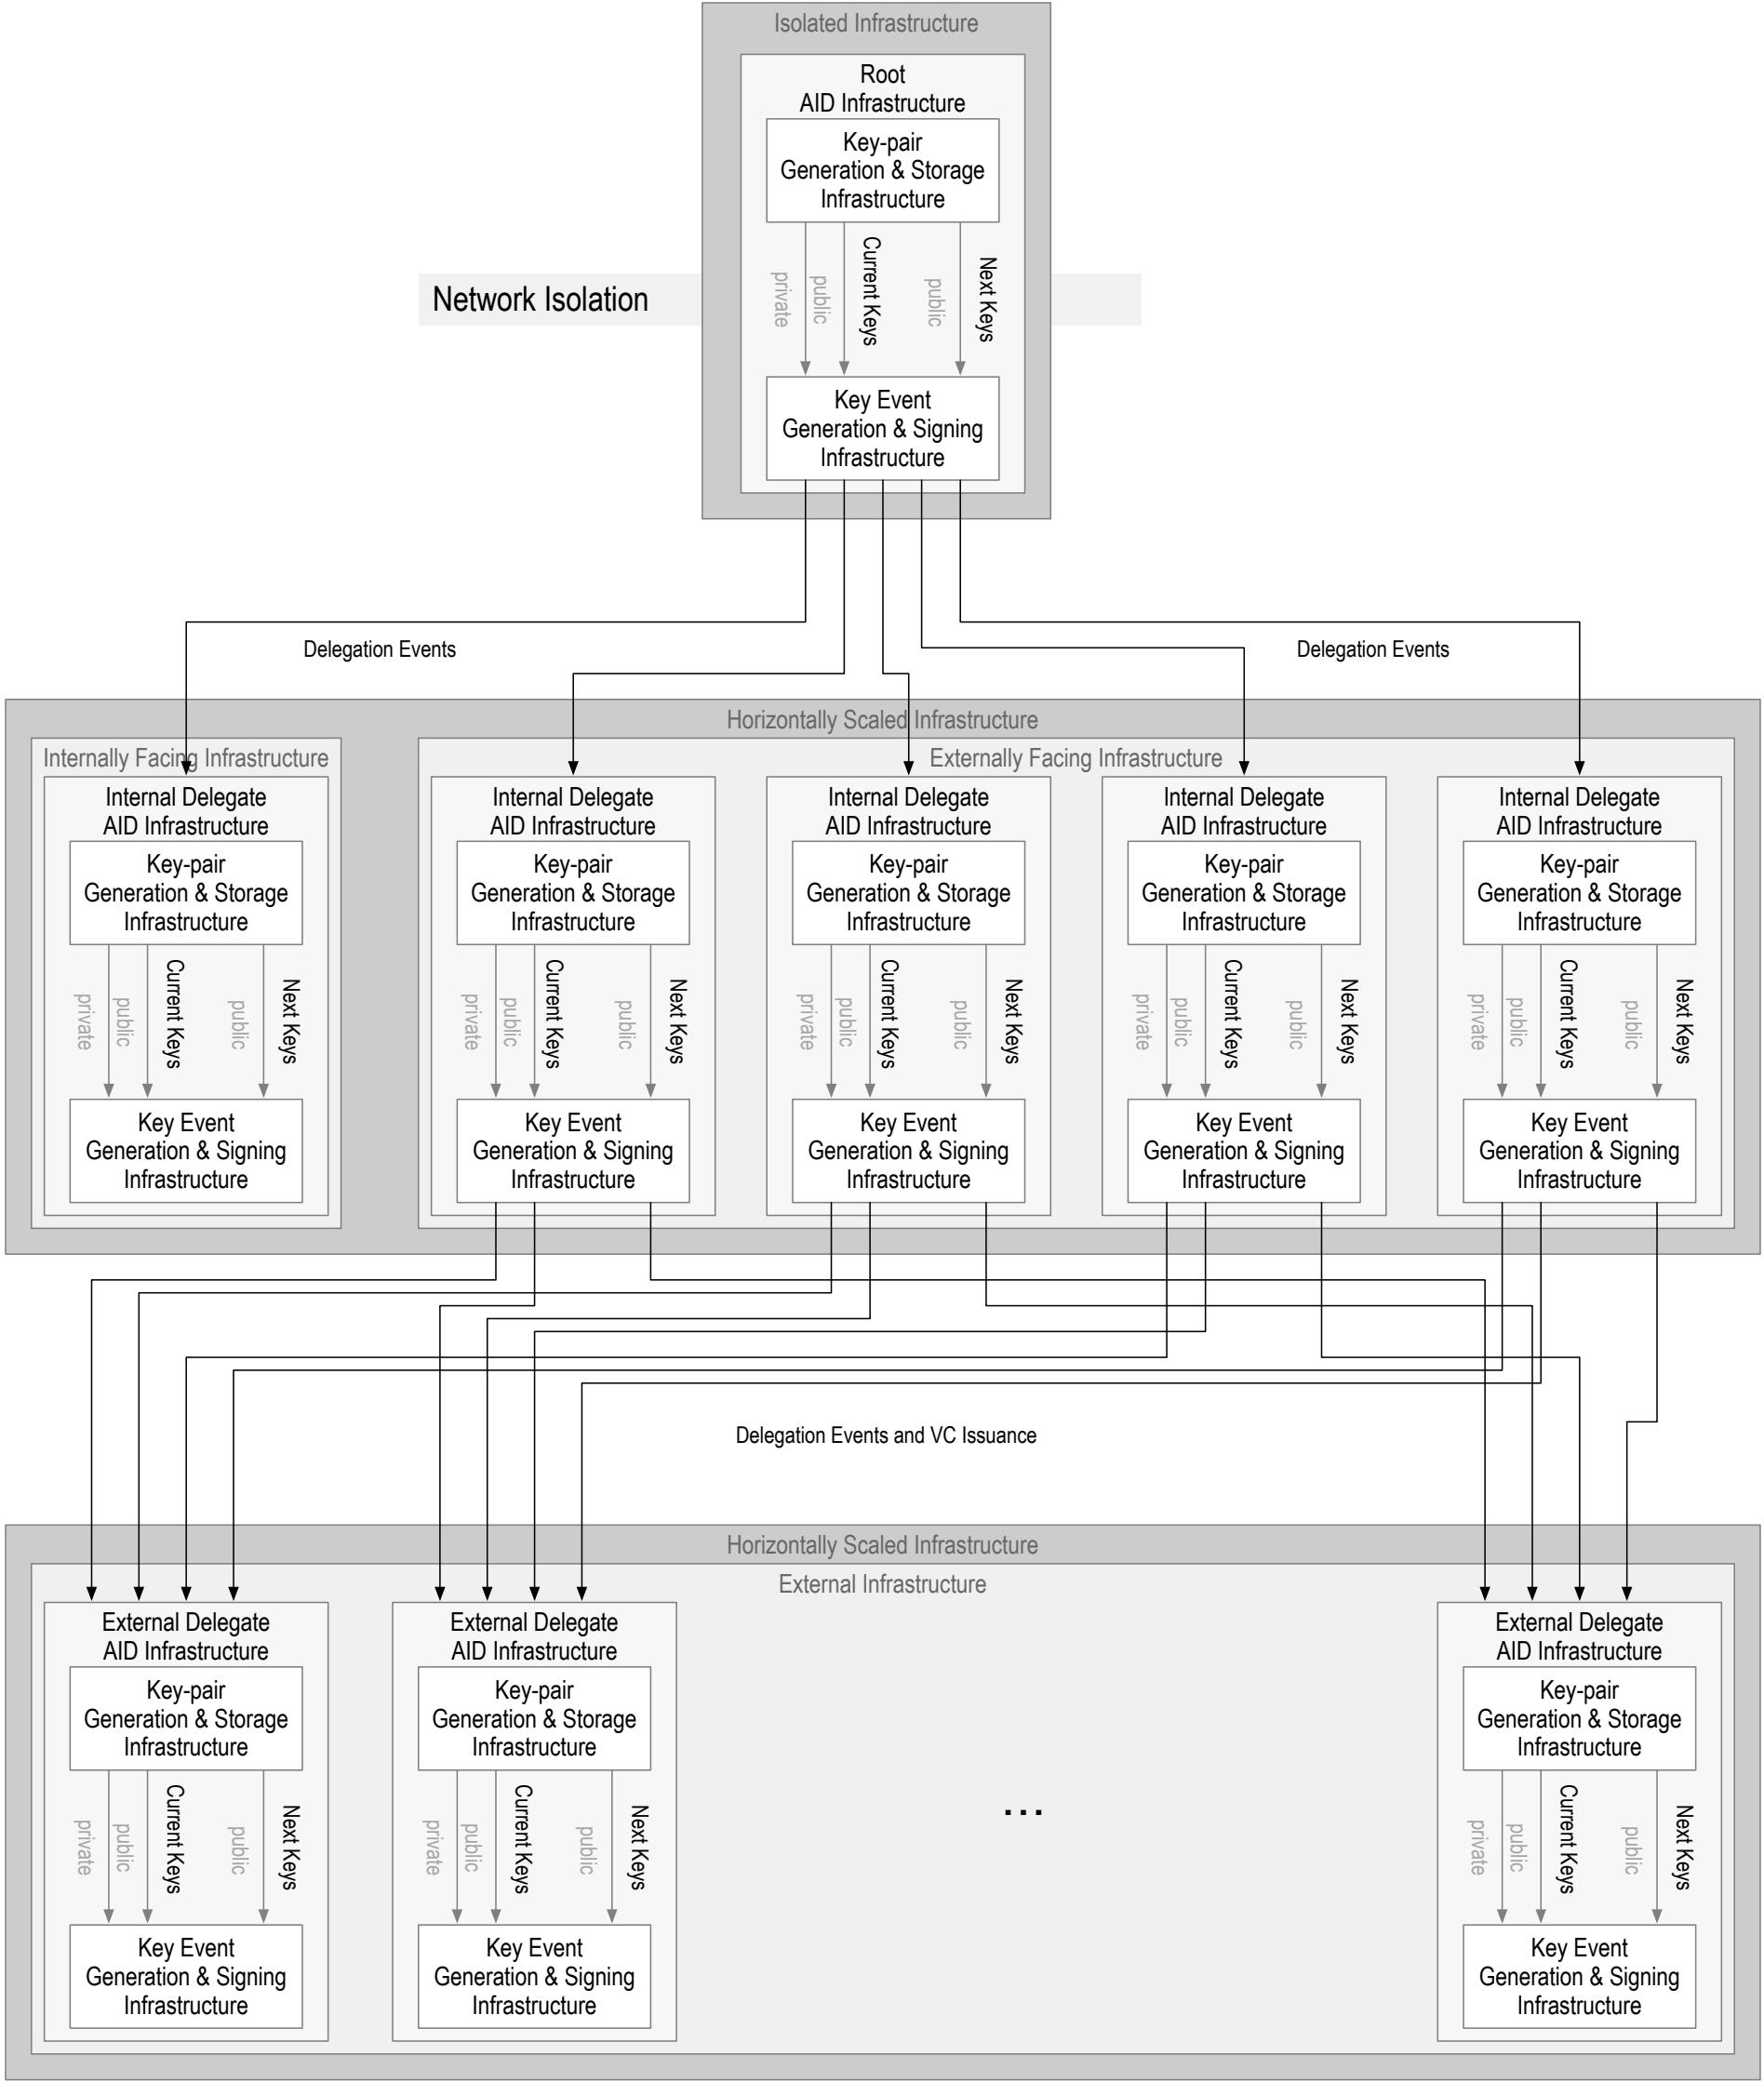 Isolated Infrastructure
Root
AID Infrastructure
Key-pair
Generation & Storage
Infrastructure
private
public
Current Keys
public
Next Keys
Network Isolation
Key Event
Generation & Signing
Infrastructure
Delegation Events
Delegation Events
Horizontally Scaled Infrastructure
Internally Facing Infrastructure
Externally Facing Infrastructure
Internal Delegate
AID Infrastructure
Key-pair
Generation & Storage
Infrastructure
private
public
Current Keys
public
Next Keys
Key Event
Generation & Signing
Infrastructure
Internal Delegate
AID Infrastructure
Key-pair
Generation & Storage
Infrastructure
private
public
Current Keys
public
Next Keys
Key Event
Generation & Signing
Infrastructure
Internal Delegate
AID Infrastructure
Key-pair
Generation & Storage
Infrastructure
private
public
Current Keys
public
Next Keys
Key Event
Generation & Signing
Infrastructure
Internal Delegate
AID Infrastructure
Key-pair
Generation & Storage
Infrastructure
private
public
Current Keys
public
Next Keys
Key Event
Generation & Signing
Infrastructure
Internal Delegate
AID Infrastructure
Key-pair
Generation & Storage
Infrastructure
private
public
Current Keys
public
Next Keys
Key Event
Generation & Signing
Infrastructure
Delegation Events and VC Issuance
Horizontally Scaled Infrastructure
External Infrastructure
External Delegate
AID Infrastructure
Key-pair
Generation & Storage
Infrastructure
private
public
Current Keys
public
Next Keys
Key Event
Generation & Signing
Infrastructure
External Delegate
AID Infrastructure
Key-pair
Generation & Storage
Infrastructure
private
public
Current Keys
public
Next Keys
Key Event
Generation & Signing
Infrastructure
...
External Delegate
AID Infrastructure
Key-pair
Generation & Storage
Infrastructure
private
public
Current Keys
public
Next Keys
Key Event
Generation & Signing
Infrastructure